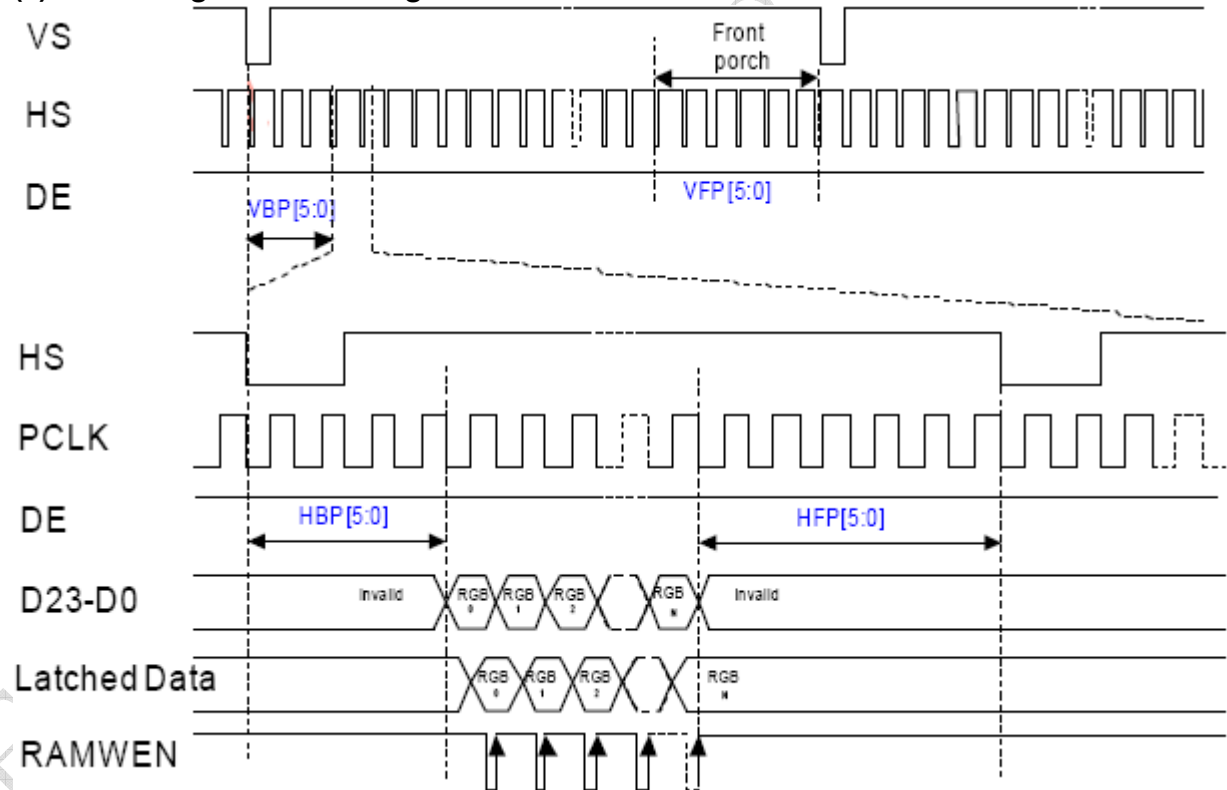 VS
Front
porch
HS
DE
VBP[5:0]
VFP[5:0]
HS
PCLK
DE
HBP[5:0]
HFP[5:0]
D23-D0
Invalid
RGB
0
RGB
1
RGB
2
RGB
N
Invalid
Latched Data
RGB
0
RGB
1
RGB
2
RGB
N
RAMWEN